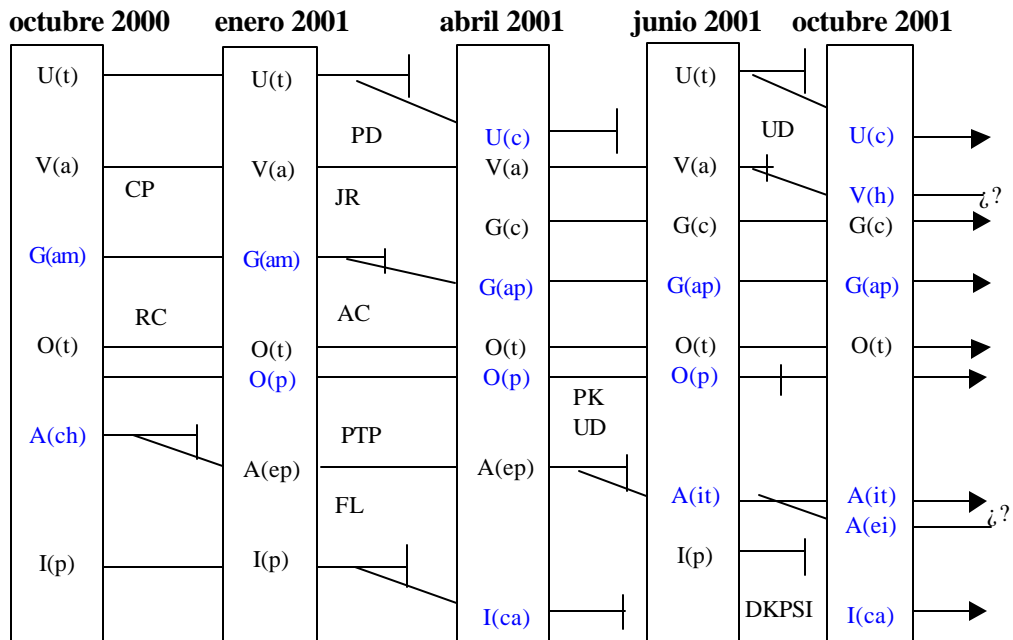 octubre 2000 enero 2001 abril 2001 junio 2001 octubre 2001
U(t) U(t) U(t)
PD U(c) UD U(c)
V(a) V(a) V(a) V(a)
CP JR V(h) ¿?
G(c) G(c) G(c)
G(am) G(am) G(ap) G(ap) G(ap)
RC AC
O(t) O(t) O(t) O(t) O(t)
O(p) O(p) O(p)
PK
A(ch) PTP UD
A(ep) A(ep)
A(it) A(it)
FL A(ei) ¿?
I(p) I(p) I(p)
I(ca) DKPSI I(ca)